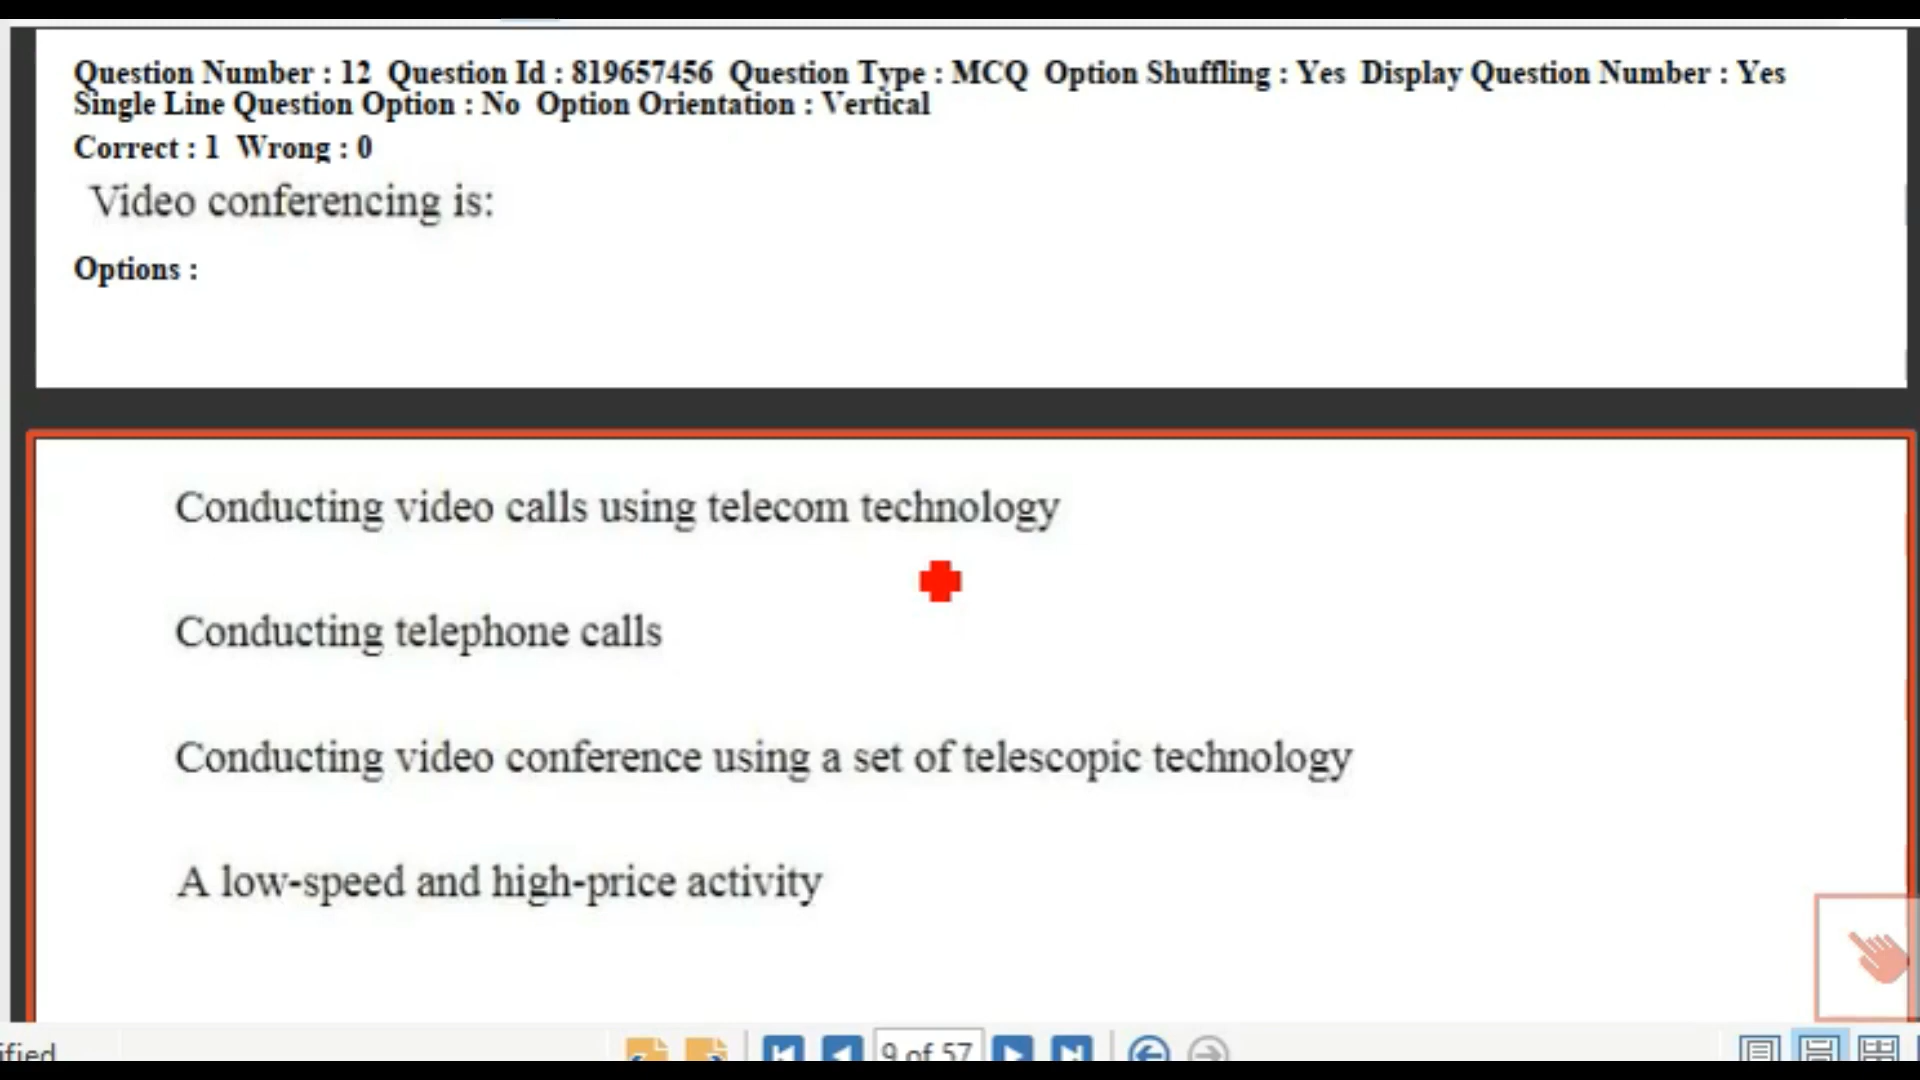 Question Number : 12 Question Id : 819657456 Question Type : MCQ Option Shuffling : Yes Display Question Number : Yes
Single Line Question Option : No Option Orientation : Vertical
Correct : 1 Wrong : 0
Video conferencing is:
Options :
Conducting video calls using telecom technology
Conducting telephone calls
Conducting video conference using a set of telescopic technology
A low-speed and high-price activity
9 of 57